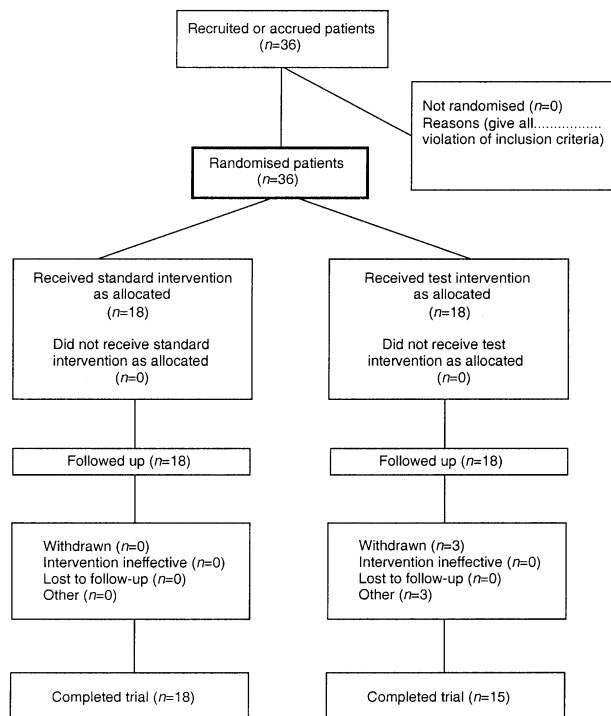 Recruited or accrued patients
(n=36)
Not randomised (n=0)
Reasons (give all.................
violation of inclusion criteria)
Randomised patients
(n=36)
Received standard intervention
as allocated
(n=18)
Did not receive standard
intervention as allocated
(n=0)
Received test intervention
as allocated
(n=18)
Did not receive test
intervention as allocated
(n=0)
Followed up (n=18)
Followed up (n=18)
Withdrawn (n=0)
Intervention ineffective (n=0)
Lost to follow-up (n=0)
Other (n=0)
Withdrawn (n=3)
Intervention ineffective (n=0)
Lost to follow-up (n=0)
Other (n=3)
Completed trial (n=18)
Completed trial (n=15)